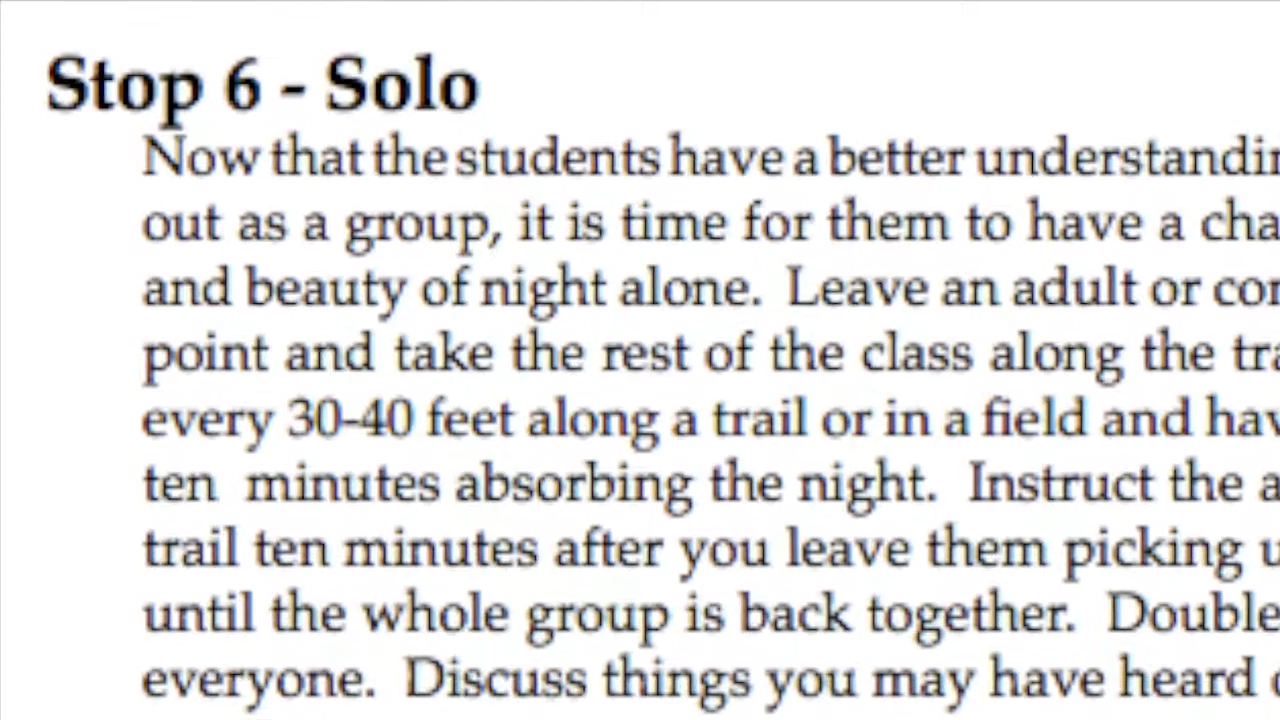 Stop 6 - Solo
Now that the students have a better understandin
out as a group, it is time for them to have a cha
and beauty of night alone. Leave an adult or con
point and take the rest of the class along the tra
every 30-40 feet along a trail or in a field and hav
ten minutes absorbing the night. Instruct the a
trail ten minutes after you leave them picking u
until the whole group is back together. Double
everyone. Discuss things you may have heard